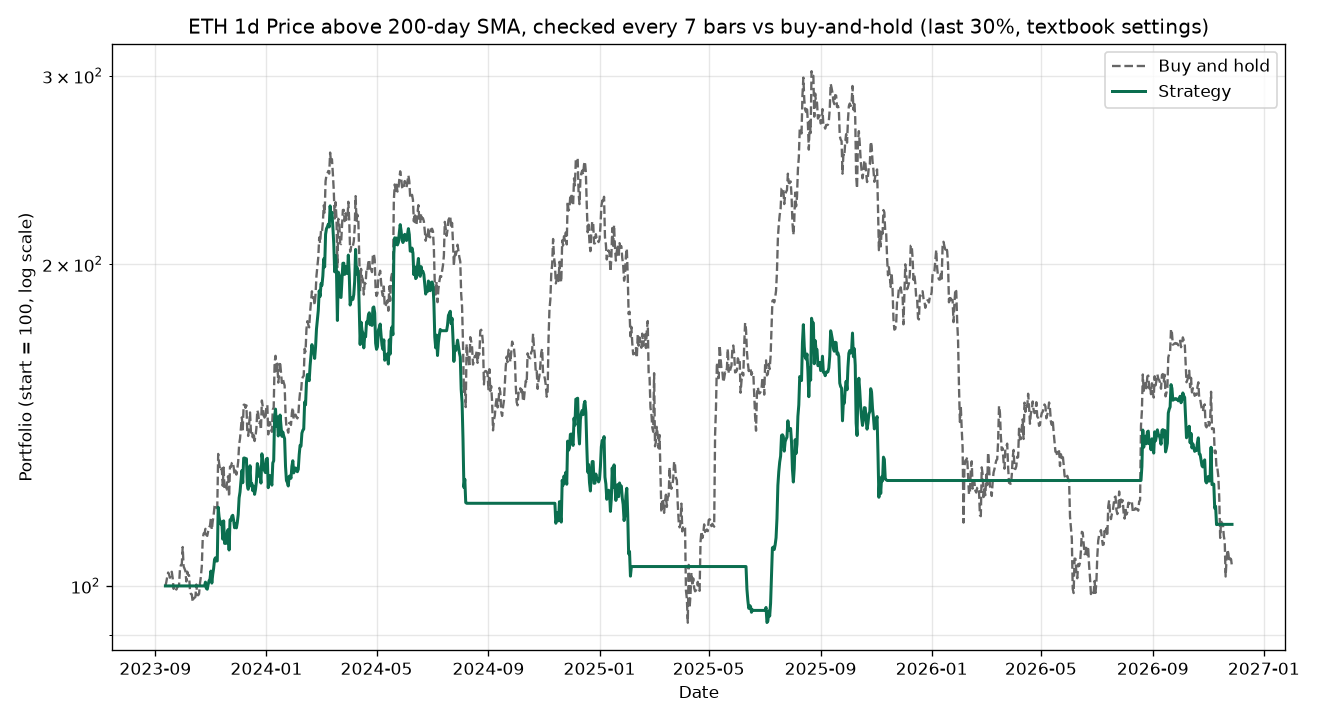 ETH 1d Price above 200-day SMA, checked every 7 bars vs buy-and-hold (last 30%, textbook settings)
Buy and hold
Strategy
Portfolio (start = 100, log scale)
3 × 10²
2 × 10²
10²
2023-09 2024-01 2024-05 2024-09 2025-01 2025-05 2025-09 2026-01 2026-05 2026-09 2027-01
Date